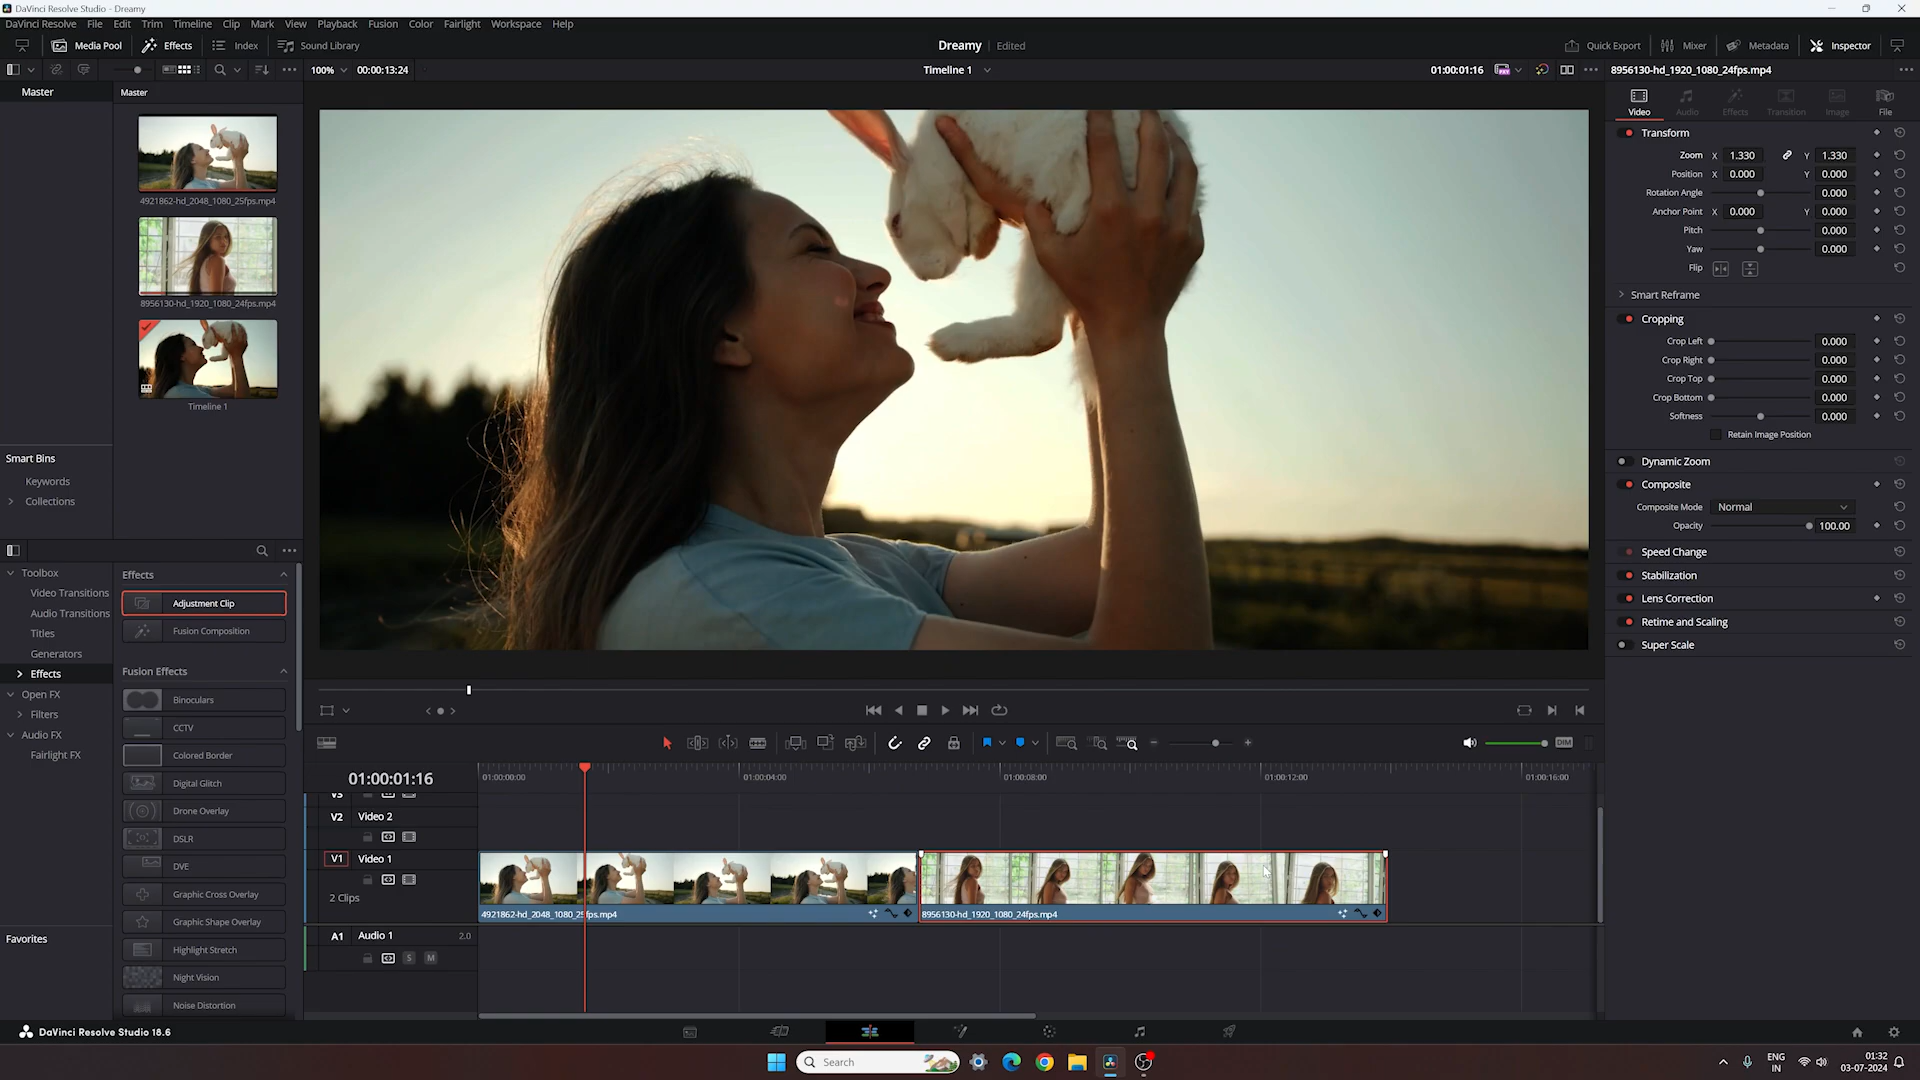 DaVinci Resolve Studio - Dreamy
DaVinci Resolve File Edit Trim Timeline Clip Mark View Playback Fusion Color Fairlight Workspace Help
Media Pool Effects Index Sound Library
Dreamy Edited
Quick Export Mixer Metadata Inspector
100% 00:00:13:24
Timeline 1
01:00:01:16
8956130-hd_1920_1080_24fps.mp4
Master
Master
4921862-hd_2048_1080_25fps.mp4
8956130-hd_1920_1080_24fps.mp4
Timeline 1
Smart Bins
Keywords
Collections
Toolbox
Video Transitions
Audio Transitions
Titles
Generators
Effects
Open FX
Filters
Audio FX
Fairlight FX
Favorites
Effects
Adjustment Clip
Fusion Composition
Fusion Effects
Binoculars
CCTV
Colored Border
Digital Glitch
Drone Overlay
DSLR
DVE
Graphic Cross Overlay
Graphic Shape Overlay
Highlight Stretch
Night Vision
Noise Distortion
Video Audio Effects Transition Image File
Transform
Zoom X 1.330 Y 1.330
Position X 0.000 Y 0.000
Rotation Angle 0.000
Anchor Point X 0.000 Y 0.000
Pitch 0.000
Yaw 0.000
Flip
Smart Reframe
Cropping
Crop Left 0.000
Crop Right 0.000
Crop Top 0.000
Crop Bottom 0.000
Softness 0.000
Retain Image Position
Dynamic Zoom
Composite
Composite Mode Normal
Opacity 100.00
Speed Change
Stabilization
Lens Correction
Retime and Scaling
Super Scale
DIM
01:00:01:16
01:00:00:00 01:00:04:00 01:00:08:00 01:00:12:00 01:00:16:00
V3
V2 Video 2
V1 Video 1
2 Clips
4921862-hd_2048_1080_25fps.mp4
8956130-hd_1920_1080_24fps.mp4
A1 Audio 1 2.0
S M
DaVinci Resolve Studio 18.6
Search
ENG
IN
01:32
03-07-2024